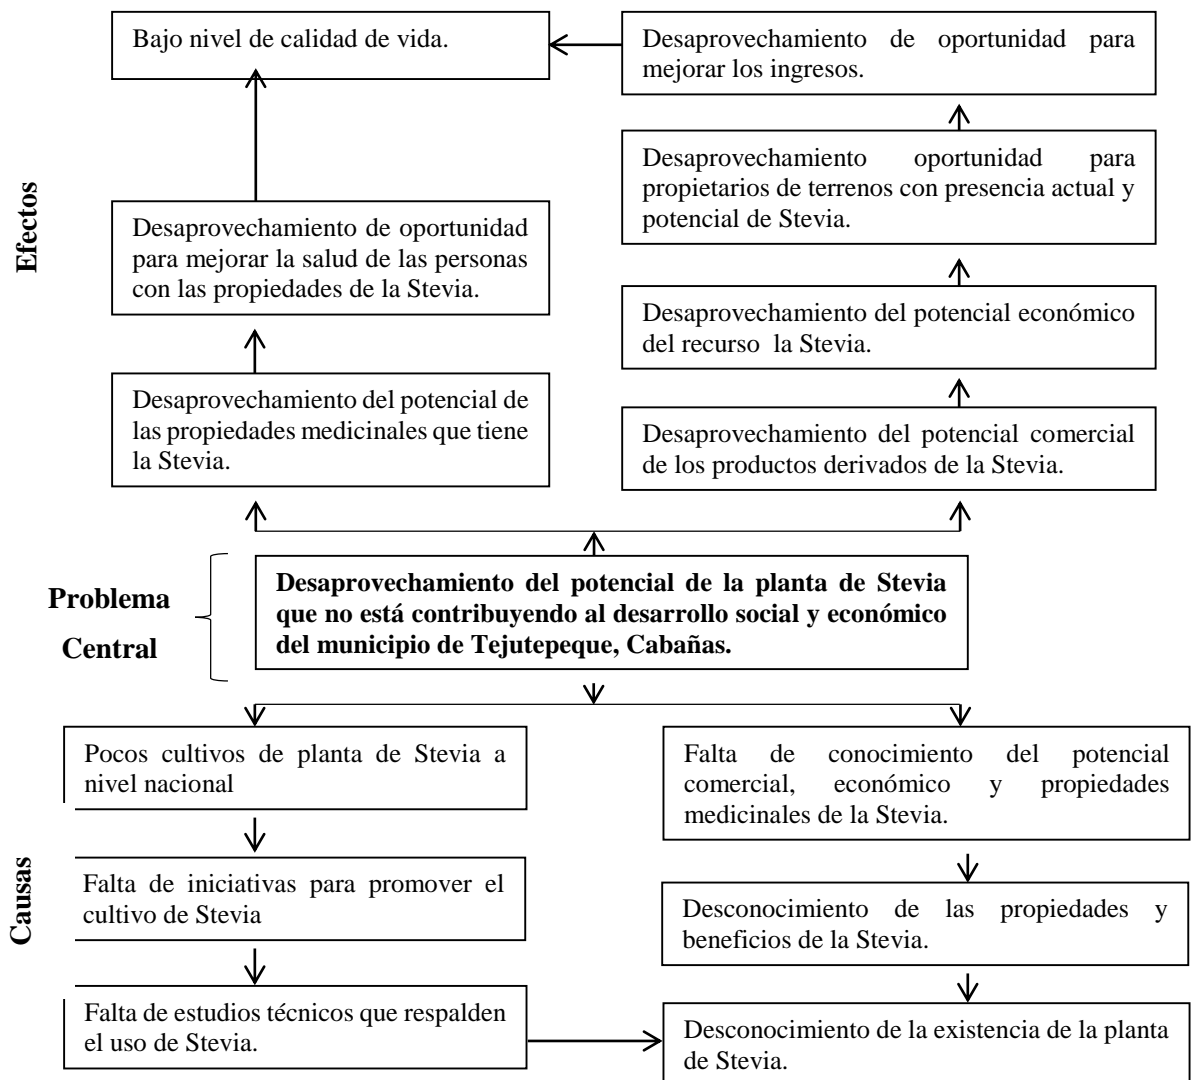 Efectos
Bajo nivel de calidad de vida.
Desaprovechamiento de oportunidad para
mejorar los ingresos.
Desaprovechamiento oportunidad para
propietarios de terrenos con presencia actual y
potencial de Stevia.
Desaprovechamiento de oportunidad
para mejorar la salud de las personas
con las propiedades de la Stevia.
Desaprovechamiento del potencial económico
del recurso la Stevia.
Desaprovechamiento del potencial de
las propiedades medicinales que tiene
la Stevia.
Desaprovechamiento del potencial comercial
de los productos derivados de la Stevia.
Problema
Central
Desaprovechamiento del potencial de la planta de Stevia
que no está contribuyendo al desarrollo social y económico
del municipio de Tejutepeque, Cabañas.
Causas
Pocos cultivos de planta de Stevia a
nivel nacional
Falta de conocimiento del potencial
comercial, económico y propiedades
medicinales de la Stevia.
Falta de iniciativas para promover el
cultivo de Stevia
Desconocimiento de las propiedades y
beneficios de la Stevia.
Falta de estudios técnicos que respalden
el uso de Stevia.
Desconocimiento de la existencia de la planta
de Stevia.